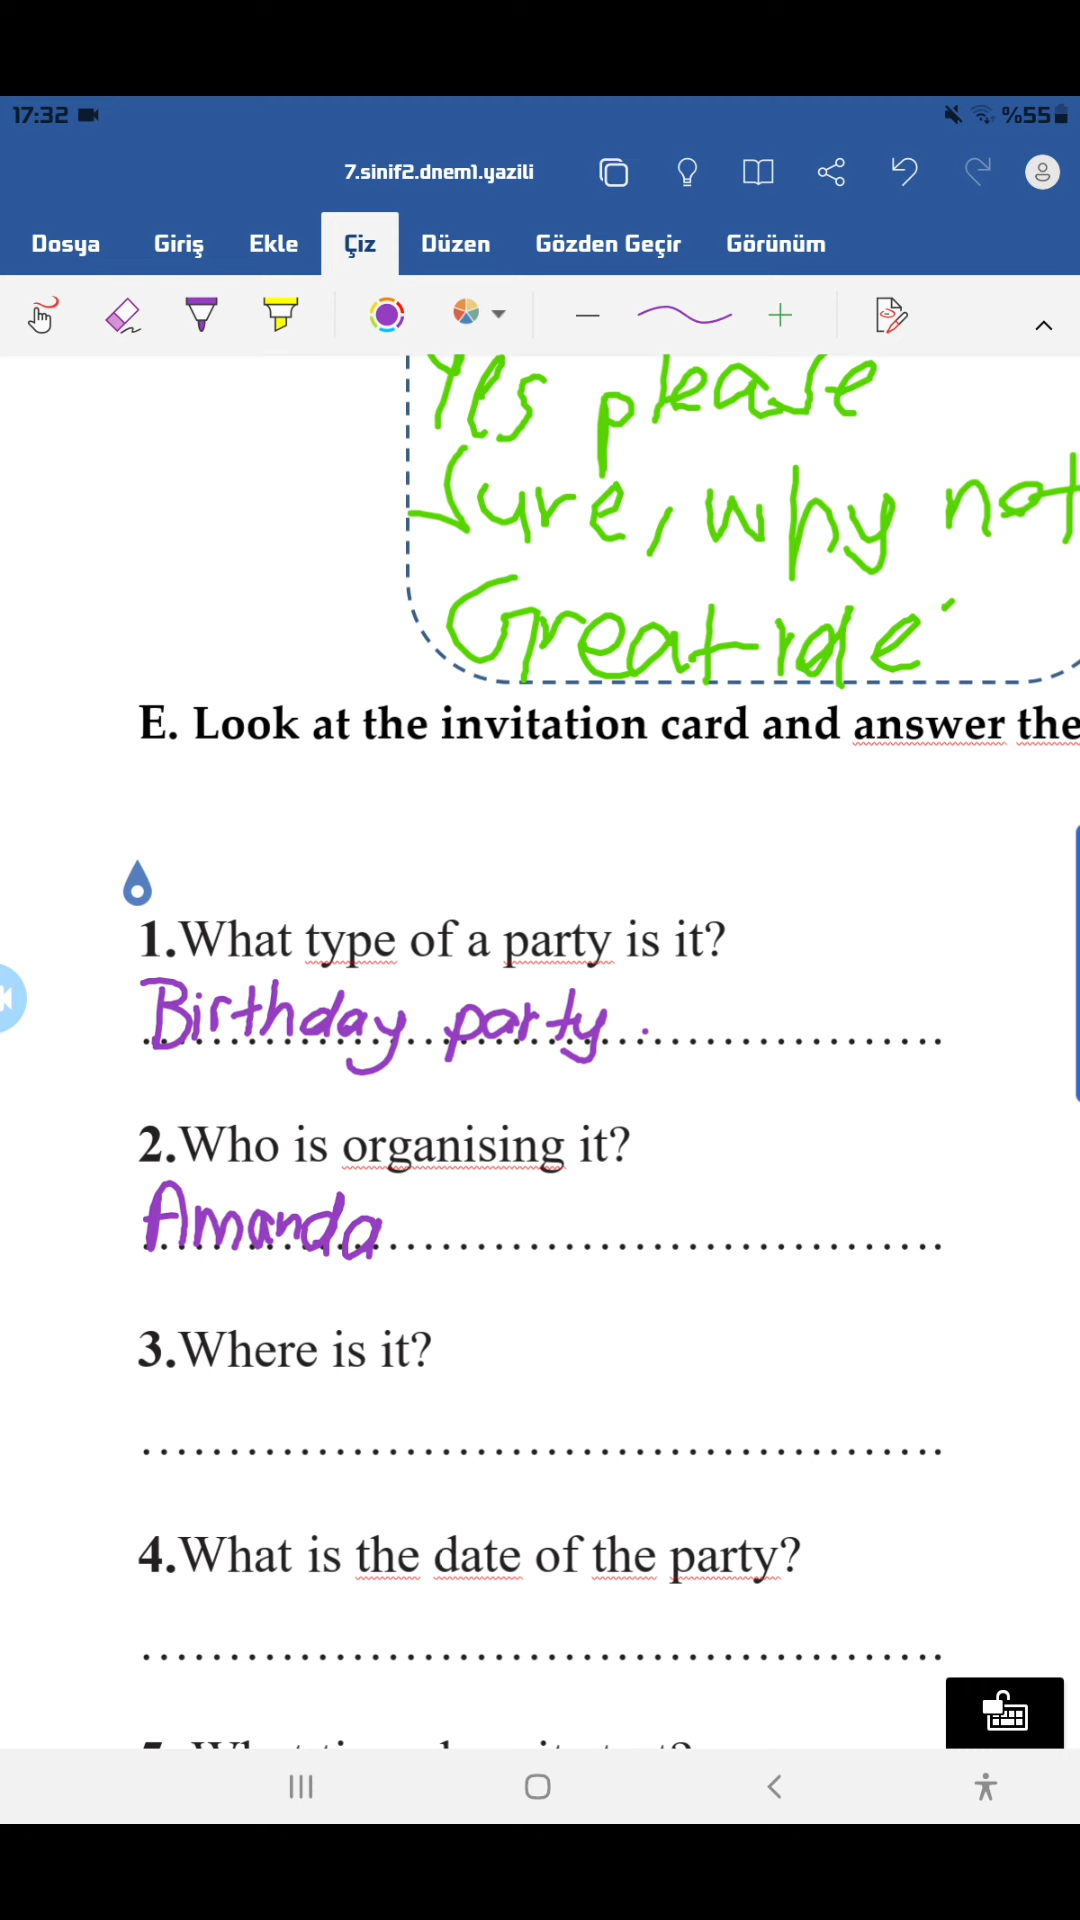 17:32 %55
7.sinif2.dnem1.yazili
Dosya Giriş Ekle Çiz Düzen Gözden Geçir Görünüm
Yes please
Sure, why not
Great ide
E. Look at the invitation card and answer the
1.What type of a party is it?
Birthday party.
2.Who is organising it?
Amanda
3.Where is it?
4.What is the date of the party?